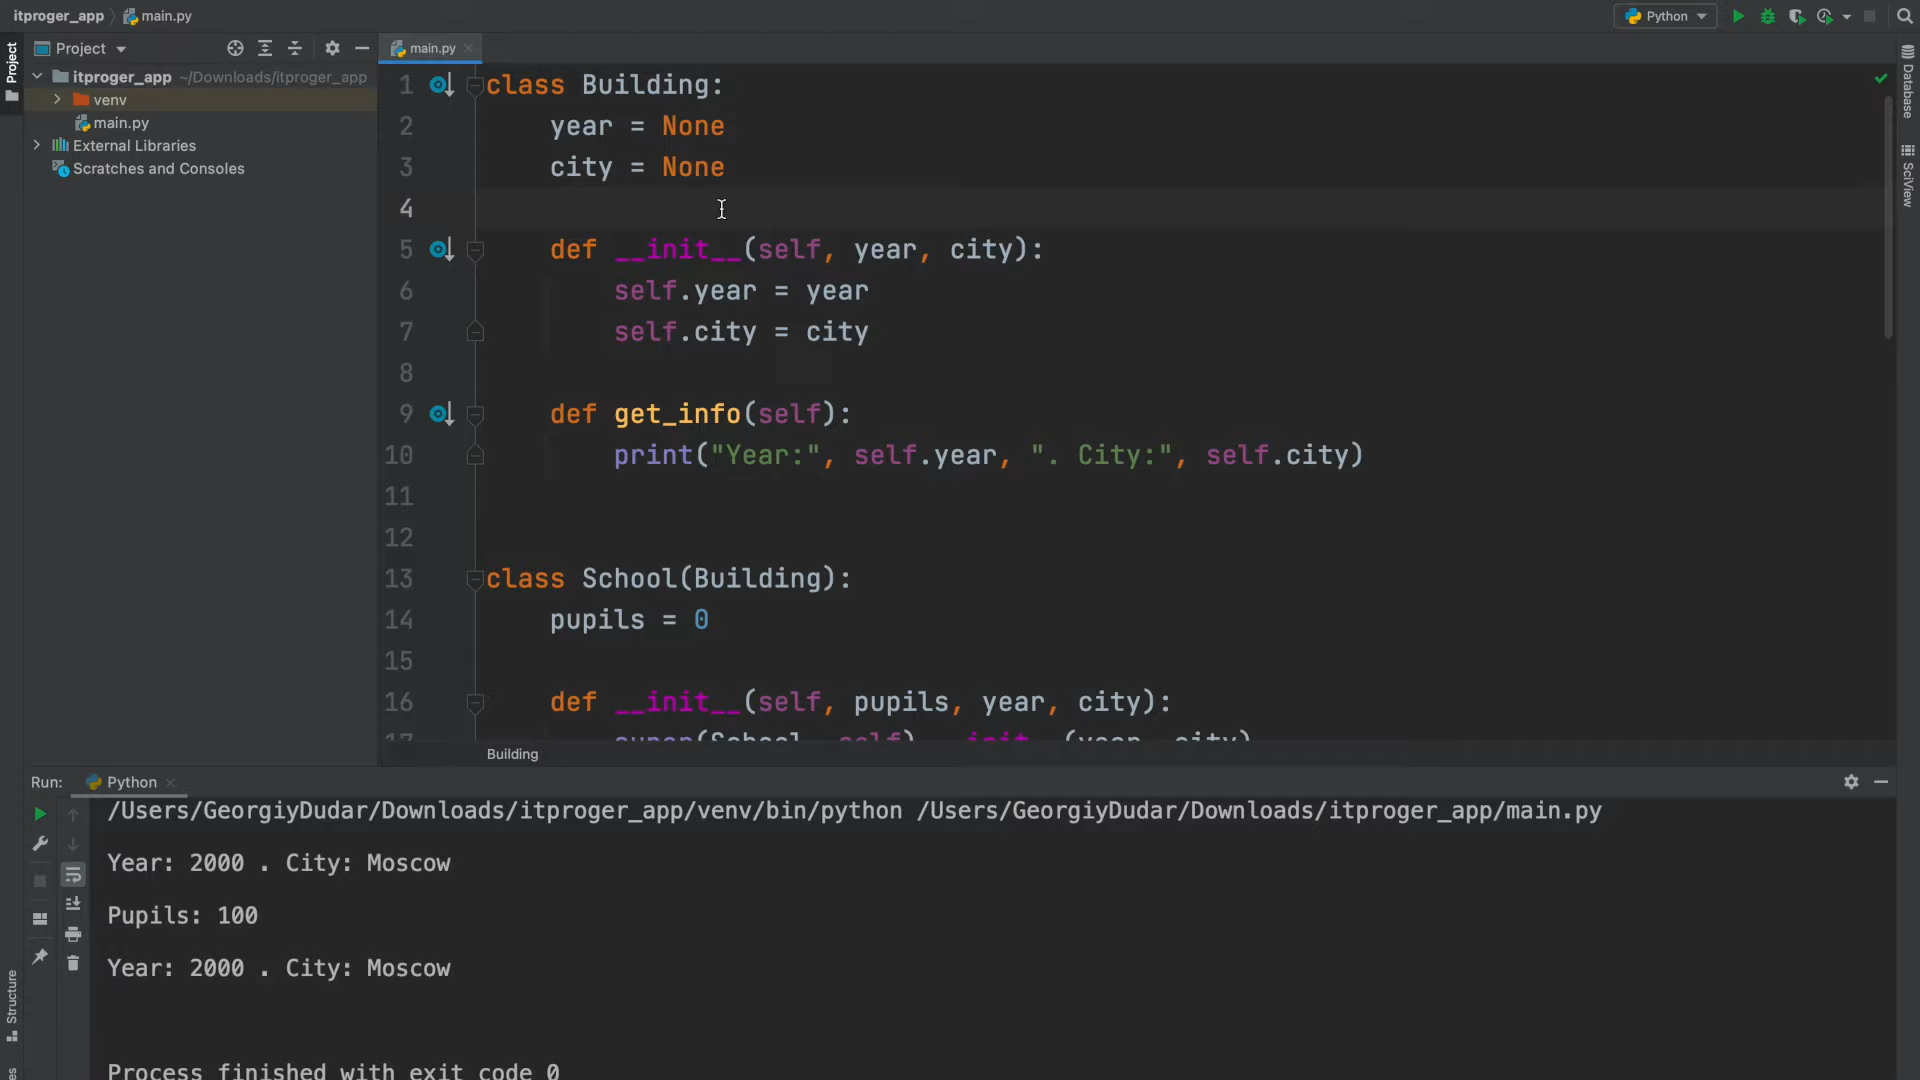 itproger_app main.py
Python
Project
main.py
Project
itproger_app ~/Downloads/itproger_app
venv
main.py
External Libraries
Scratches and Consoles
Database
SciView
1 class Building:
2 year = None
3 city = None
4
5 def __init__(self, year, city):
6 self.year = year
7 self.city = city
8
9 def get_info(self):
10 print("Year:", self.year, ". City:", self.city)
11
12
13 class School(Building):
14 pupils = 0
15
16 def __init__(self, pupils, year, city):
17 super(School, self).__init__(year, city)
Building
Run: Python
/Users/GeorgiyDudar/Downloads/itproger_app/venv/bin/python /Users/GeorgiyDudar/Downloads/itproger_app/main.py
Year: 2000 . City: Moscow
Pupils: 100
Year: 2000 . City: Moscow
Process finished with exit code 0
Structure